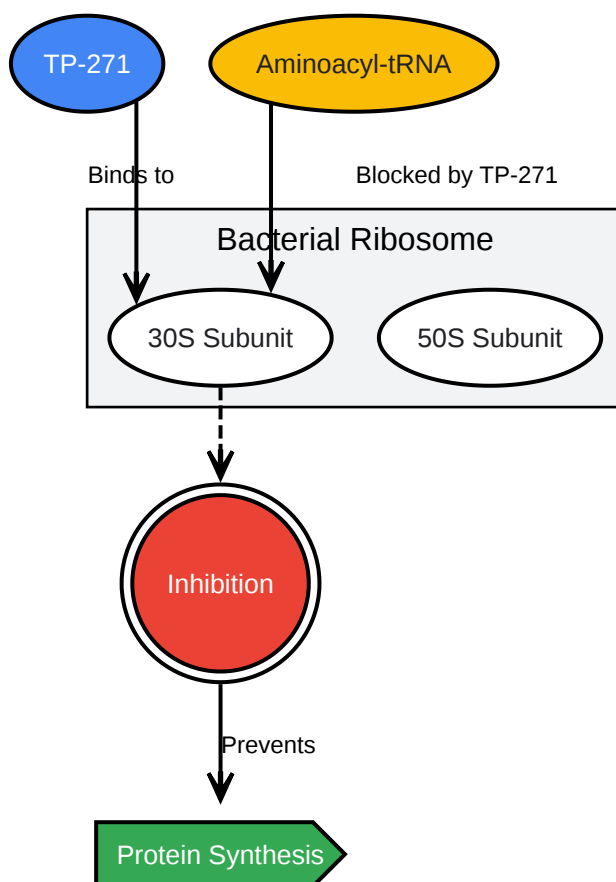 TP-271
Aminoacyl-tRNA
Binds to
Blocked by TP-271
Bacterial Ribosome
30S Subunit
50S Subunit
Inhibition
Prevents
Protein Synthesis